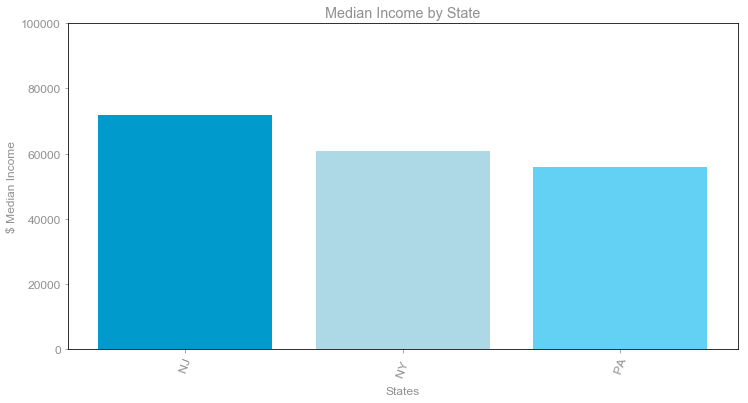 Median Income by State
100000
80000
60000
40000
20000
0
$ Median Income
NJ
NY
PA
States